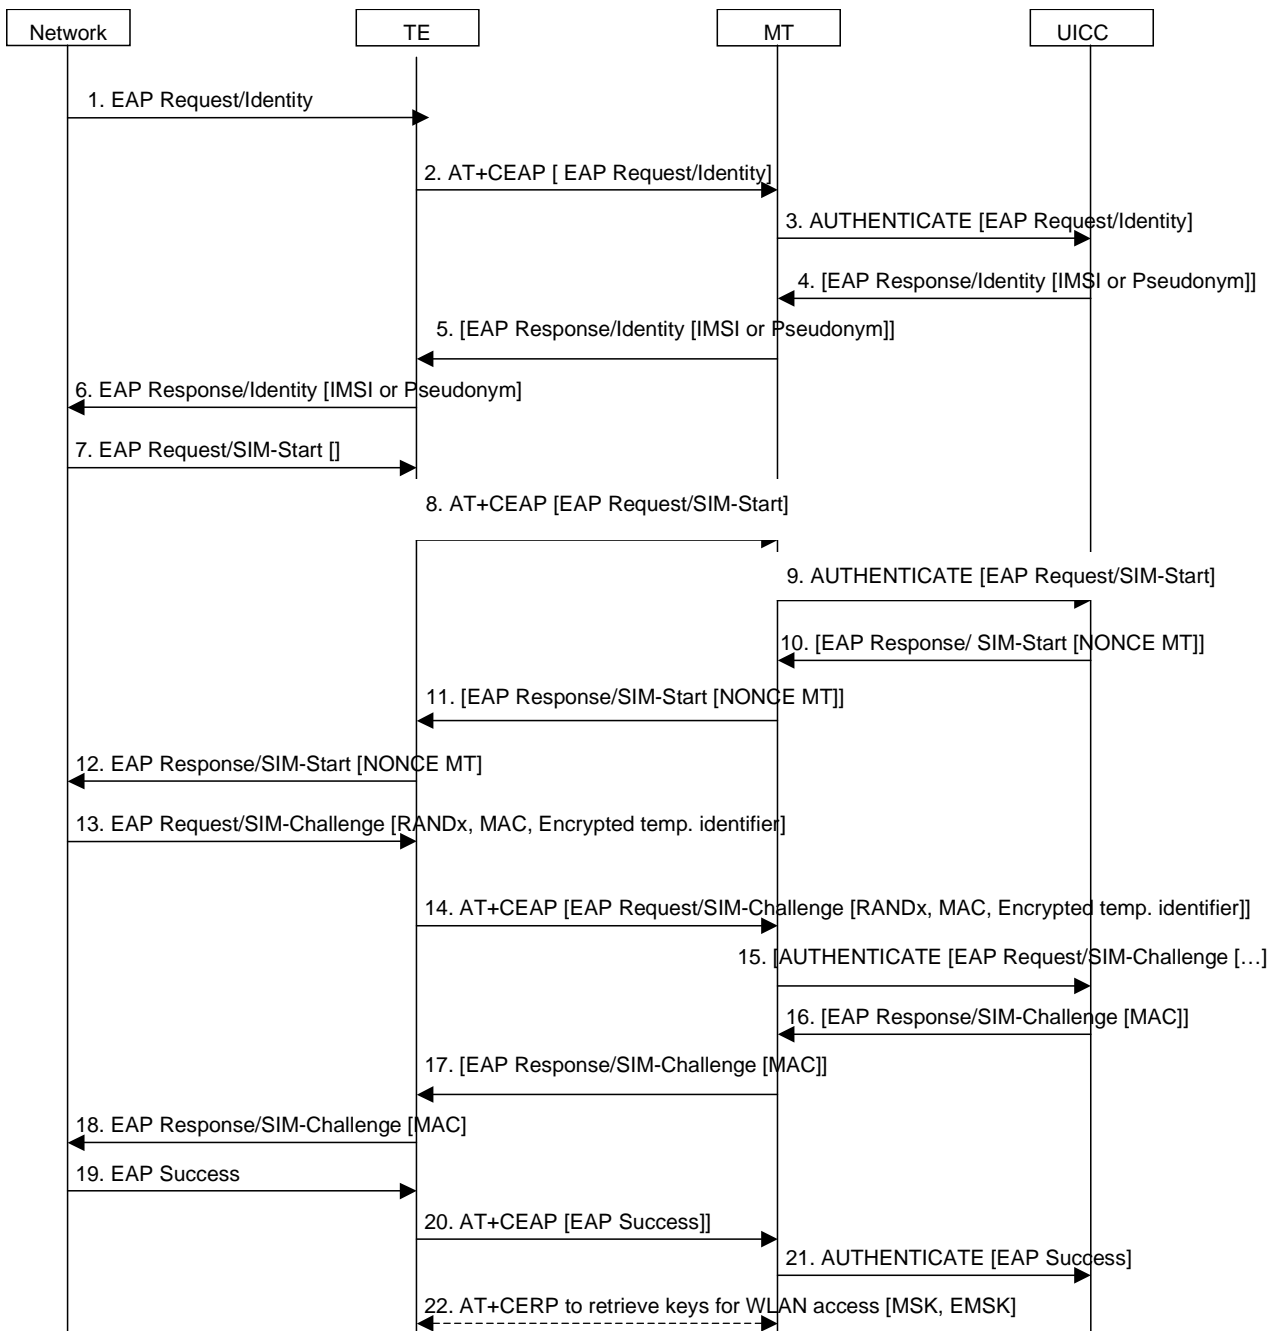 Network
TE
MT
UICC
1. EAP Request/Identity
2. AT+CEAP [ EAP Request/Identity]
3. AUTHENTICATE [EAP Request/Identity]
4. [EAP Response/Identity [IMSI or Pseudonym]]
5. [EAP Response/Identity [IMSI or Pseudonym]]
6. EAP Response/Identity [IMSI or Pseudonym]
7. EAP Request/SIM-Start []
8. AT+CEAP [EAP Request/SIM-Start]
9. AUTHENTICATE [EAP Request/SIM-Start]
10. [EAP Response/ SIM-Start [NONCE MT]]
11. [EAP Response/SIM-Start [NONCE MT]]
12. EAP Response/SIM-Start [NONCE MT]
13. EAP Request/SIM-Challenge [RANDx, MAC, Encrypted temp. identifier]
14. AT+CEAP [EAP Request/SIM-Challenge [RANDx, MAC, Encrypted temp. identifier]]
15. [AUTHENTICATE [EAP Request/SIM-Challenge […]
16. [EAP Response/SIM-Challenge [MAC]]
17. [EAP Response/SIM-Challenge [MAC]]
18. EAP Response/SIM-Challenge [MAC]
19. EAP Success
20. AT+CEAP [EAP Success]]
21. AUTHENTICATE [EAP Success]
22. AT+CERP to retrieve keys for WLAN access [MSK, EMSK]